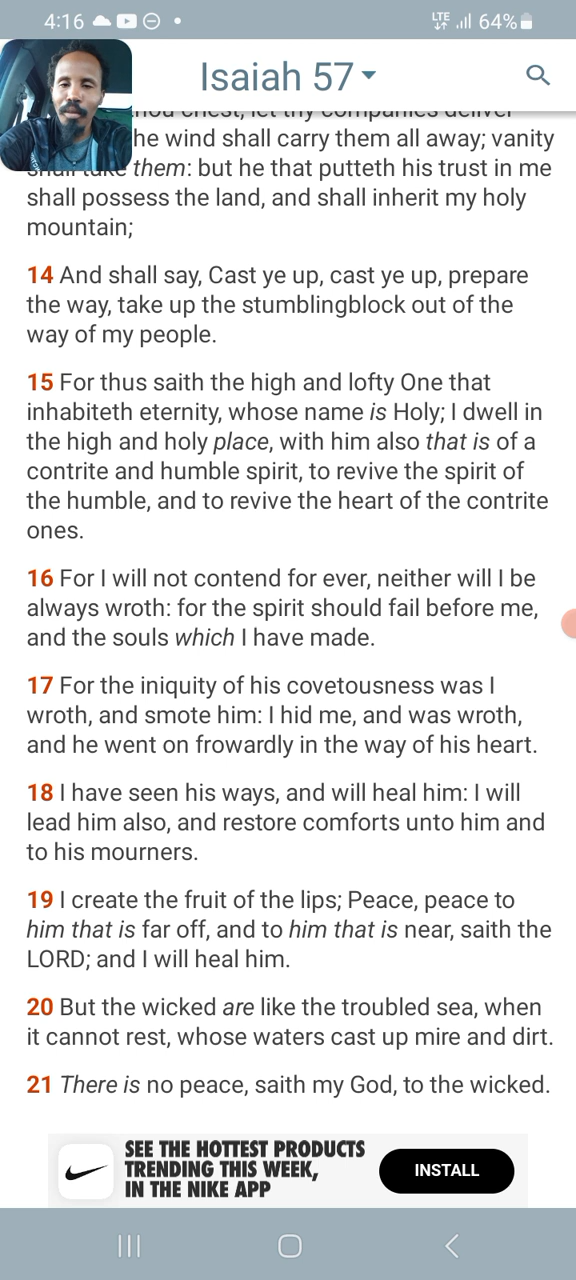 4:16
LTE
64%
Isaiah 57
thou criest, let thy companies deliver
he wind shall carry them all away; vanity
shall take them: but he that putteth his trust in me
shall possess the land, and shall inherit my holy
mountain;
14 And shall say, Cast ye up, cast ye up, prepare
the way, take up the stumblingblock out of the
way of my people.
15 For thus saith the high and lofty One that
inhabiteth eternity, whose name is Holy; I dwell in
the high and holy place, with him also that is of a
contrite and humble spirit, to revive the spirit of
the humble, and to revive the heart of the contrite
ones.
16 For I will not contend for ever, neither will I be
always wroth: for the spirit should fail before me,
and the souls which I have made.
17 For the iniquity of his covetousness was I
wroth, and smote him: I hid me, and was wroth,
and he went on frowardly in the way of his heart.
18 I have seen his ways, and will heal him: I will
lead him also, and restore comforts unto him and
to his mourners.
19 I create the fruit of the lips; Peace, peace to
him that is far off, and to him that is near, saith the
LORD; and I will heal him.
20 But the wicked are like the troubled sea, when
it cannot rest, whose waters cast up mire and dirt.
21 There is no peace, saith my God, to the wicked.
SEE THE HOTTEST PRODUCTS
TRENDING THIS WEEK,
IN THE NIKE APP
INSTALL